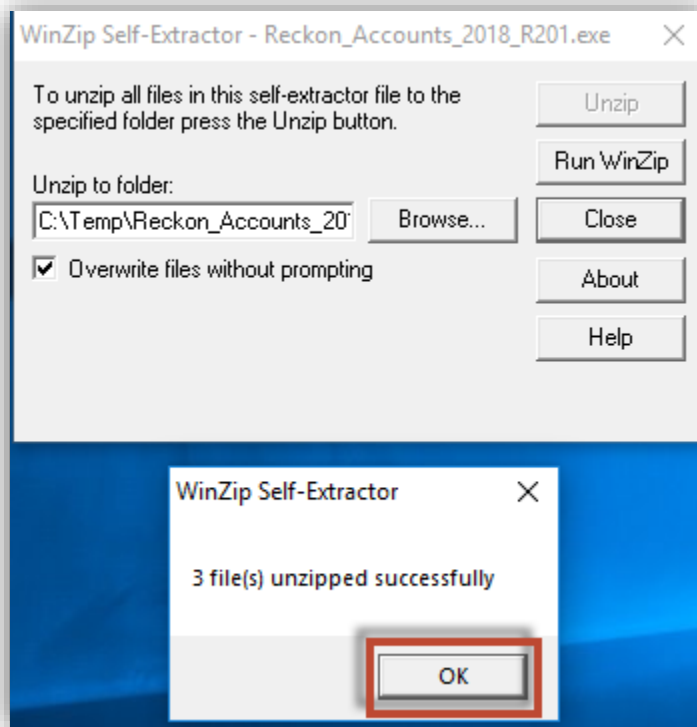 WinZip Self-Extractor - Reckon_Accounts_2018_R201.exe
To unzip all files in this self-extractor file to the
specified folder press the Unzip button.
Unzip to folder:
C:\Temp\Reckon_Accounts_20
Browse...
Overwrite files without prompting
Unzip
Run WinZip
Close
About
Help
WinZip Self-Extractor
3 file(s) unzipped successfully
OK